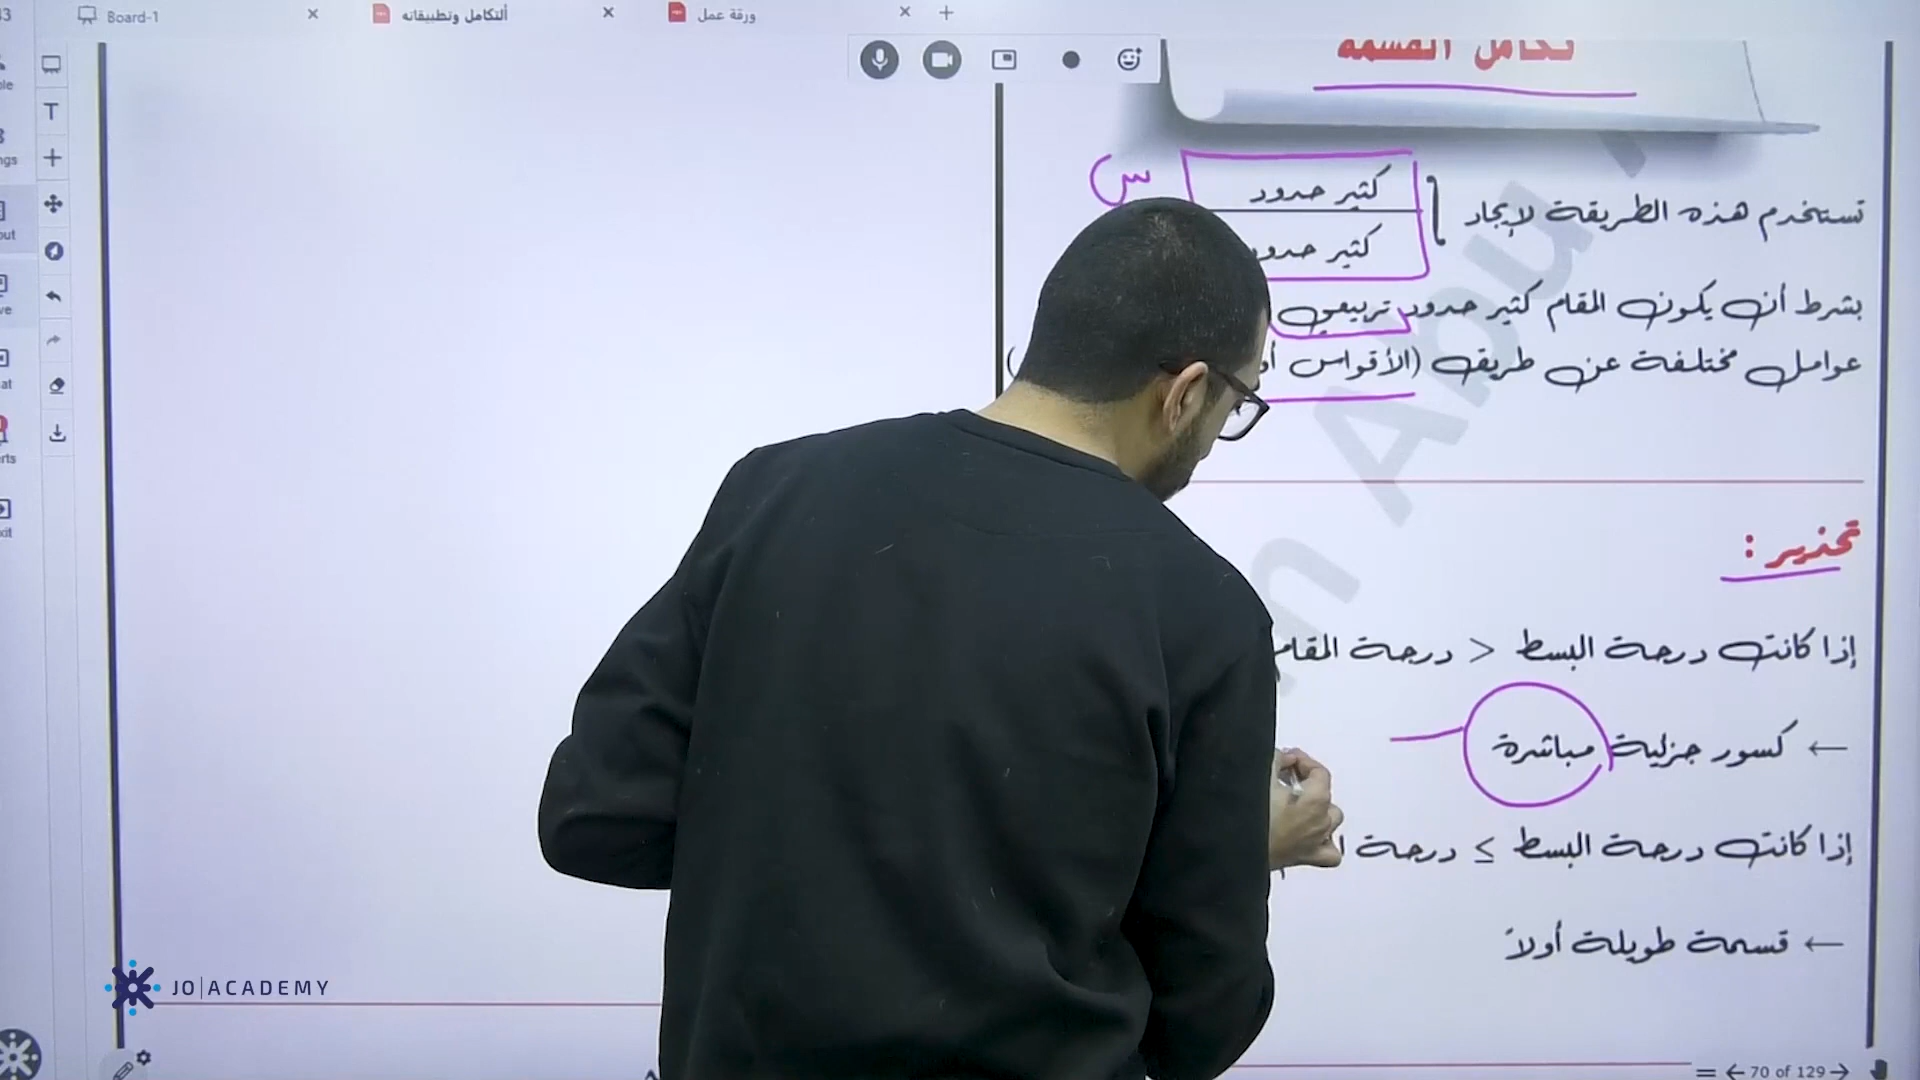 Board-1
ألتكامل وتطبيقاته
ورقة عمل
تكامل القسمة
كثير حدود
س
تستخدم هذه الطريقة لإيجاد
كثير
بشرط أن يكون المقام كثير حدود تربيعي
عوامل مختلفة عن طريق (الأقواس
تحذير :
إذا كانت درجة البسط < درجة المقام
← كسور جزئية مباشرة
إذا كانت درجة البسط ≥ درجة
← قسمة طويلة أولاً
JO ACADEMY
70 of 129